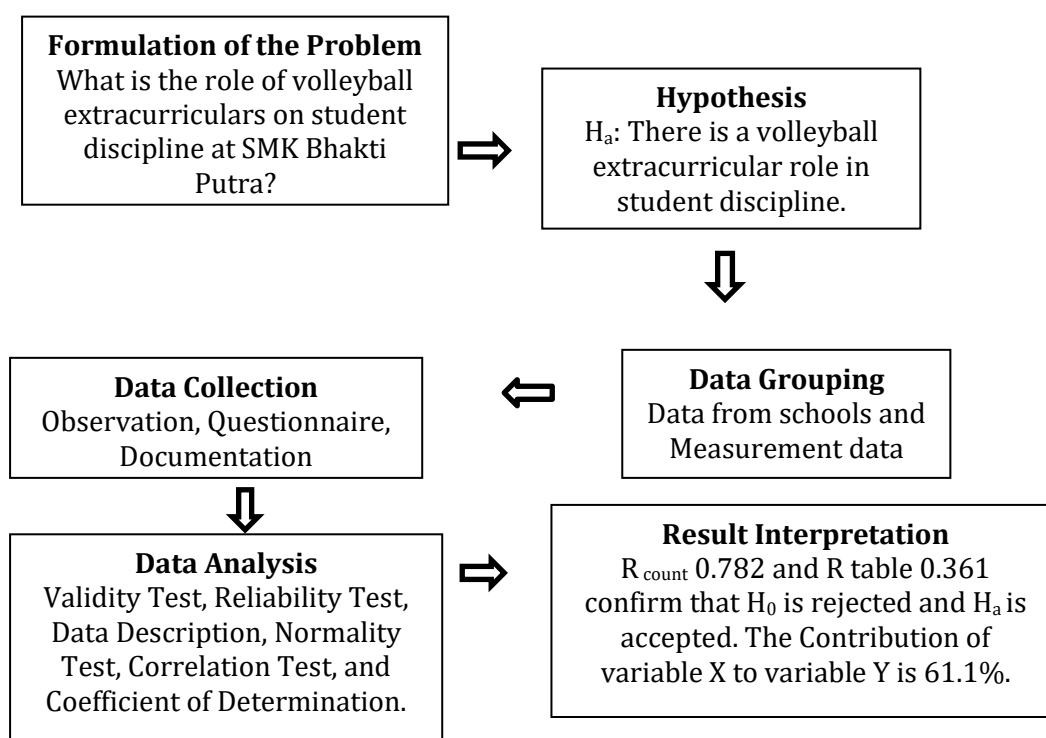 Formulation of the Problem
What is the role of volleyball
extracurriculars on student
discipline at SMK Bhakti
Putra?
Hypothesis
Ha: There is a volleyball
extracurricular role in
student discipline.
Data Grouping
Data from schools and
Measurement data
Data Collection
Observation, Questionnaire,
Documentation
Data Analysis
Validity Test, Reliability Test,
Data Description, Normality
Test, Correlation Test, and
Coefficient of Determination.
Result Interpretation
R count 0.782 and R table 0.361
confirm that H0 is rejected and Ha is
accepted. The Contribution of
variable X to variable Y is 61.1%.